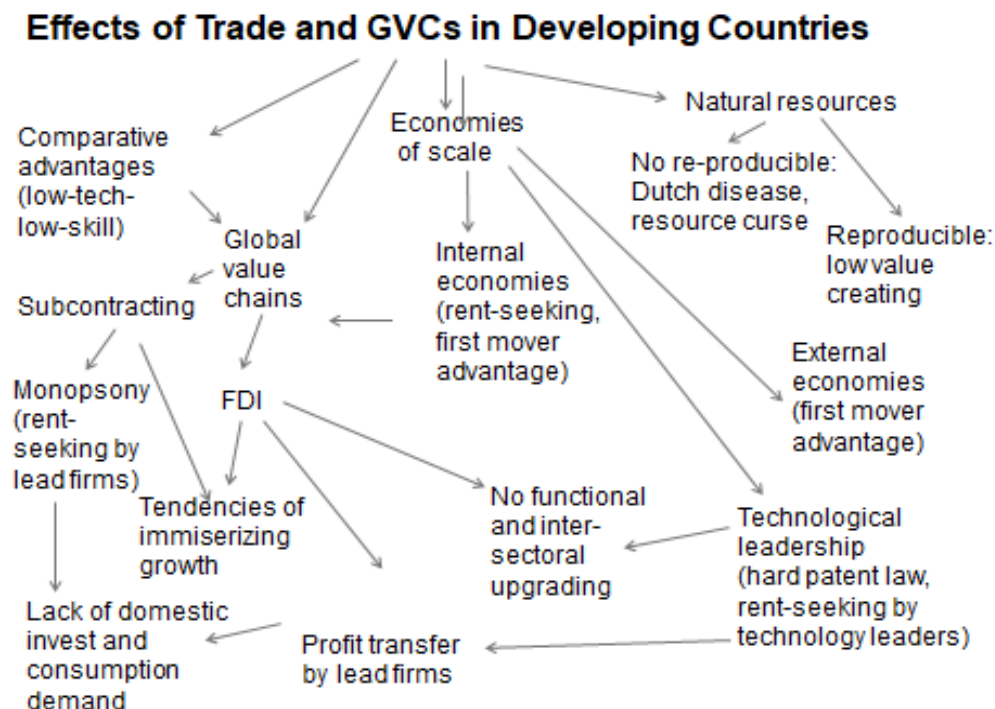 Effects of Trade and GVCs in Developing Countries
Comparative
advantages
(low-tech-
low-skill)
Economies
of scale
Natural resources
No re-producible:
Dutch disease,
resource curse
Reproducible:
low value
creating
Global
value
chains
Internal
economies
(rent-seeking,
first mover
advantage)
Subcontracting
External
economies
(first mover
advantage)
Monopsony
(rent-
seeking by
lead firms)
FDI
Tendencies of
immiserizing
growth
No functional
and inter-
sectoral
upgrading
Technological
leadership
(hard patent law,
rent-seeking by
technology leaders)
Lack of domestic
invest and
consumption
demand
Profit transfer
by lead firms